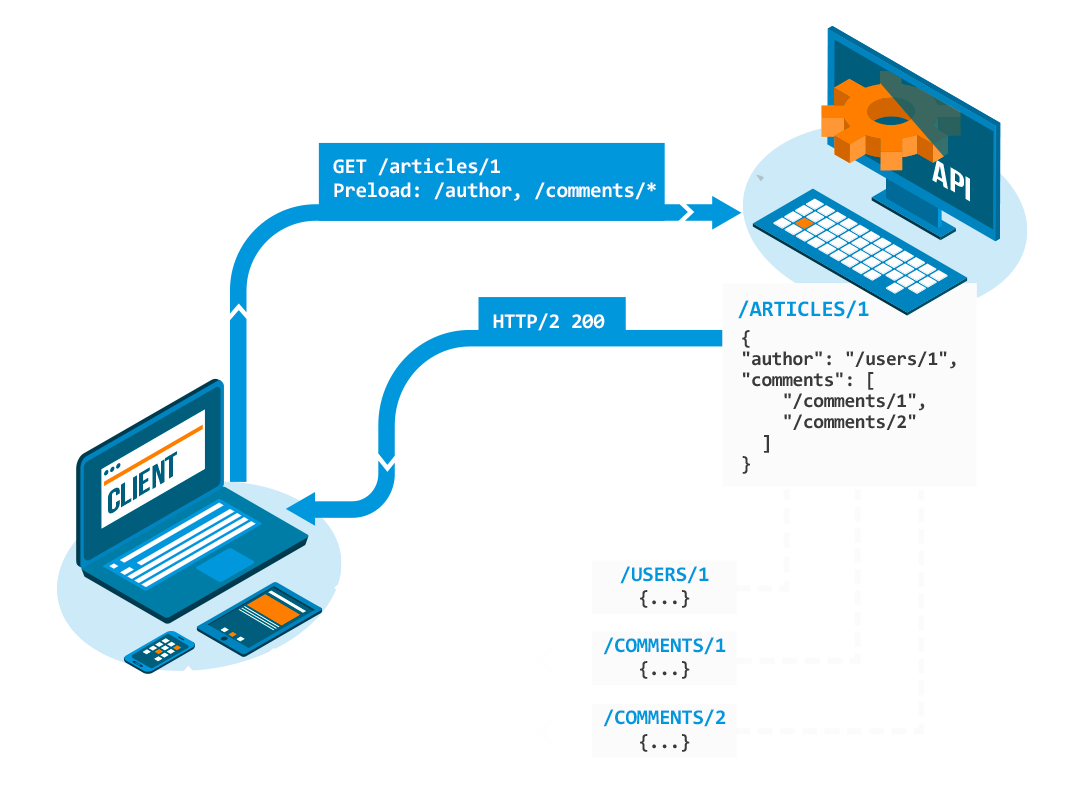 GET /articles/1
Preload: /author, /comments/*
API
HTTP/2 200
/ARTICLES/1
{
"author": "/users/1",
"comments": [
"/comments/1",
"/comments/2"
]
}
CLIENT
/USERS/1
{...}
/COMMENTS/1
{...}
/COMMENTS/2
{...}